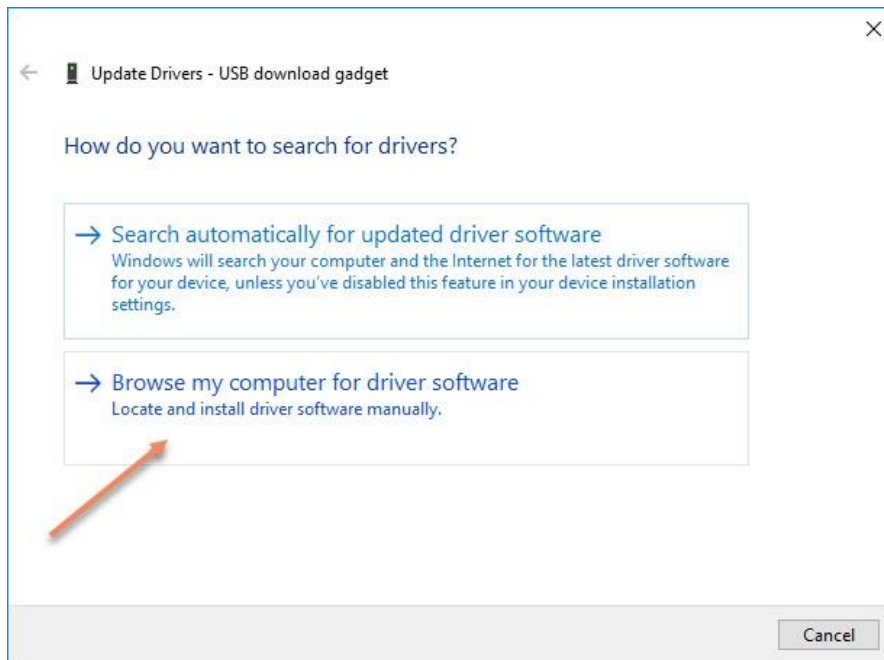 Update Drivers - USB download gadget
How do you want to search for drivers?
Search automatically for updated driver software
Windows will search your computer and the Internet for the latest driver software
for your device, unless you've disabled this feature in your device installation
settings.
Browse my computer for driver software
Locate and install driver software manually.
Cancel